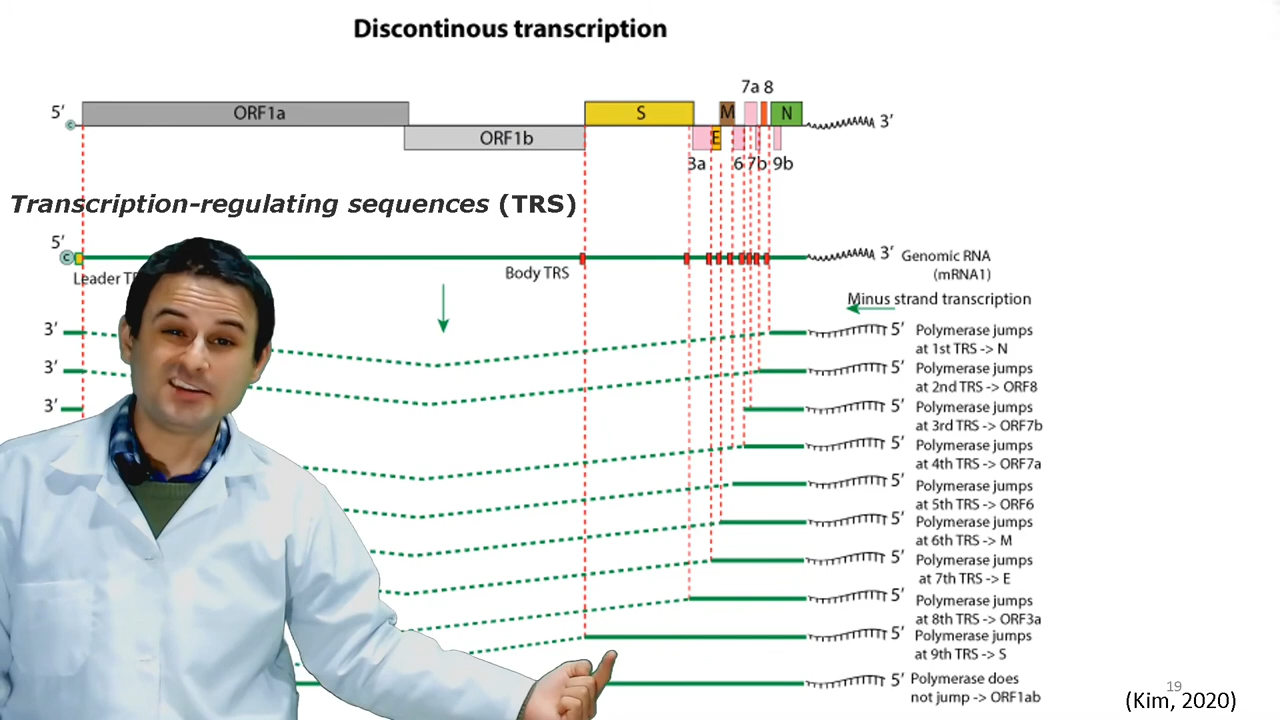 Discontinous transcription
7a 8
5’ ORF1a S M N 3’
c ORF1b E
3a 6 7b 9b
Transcription-regulating sequences (TRS)
5’ 3’ Genomic RNA
C (mRNA1)
Leader Body TRS
Minus strand transcription
3’ 5’ Polymerase jumps
at 1st TRS -> N
3’ 5’ Polymerase jumps
at 2nd TRS -> ORF8
3’ 5’ Polymerase jumps
at 3rd TRS -> ORF7b
5’ Polymerase jumps
at 4th TRS -> ORF7a
5’ Polymerase jumps
at 5th TRS -> ORF6
5’ Polymerase jumps
at 6th TRS -> M
5’ Polymerase jumps
at 7th TRS -> E
5’ Polymerase jumps
at 8th TRS -> ORF3a
5’ Polymerase jumps
at 9th TRS -> S
5’ Polymerase does
not jump -> ORF1ab
19
(Kim, 2020)